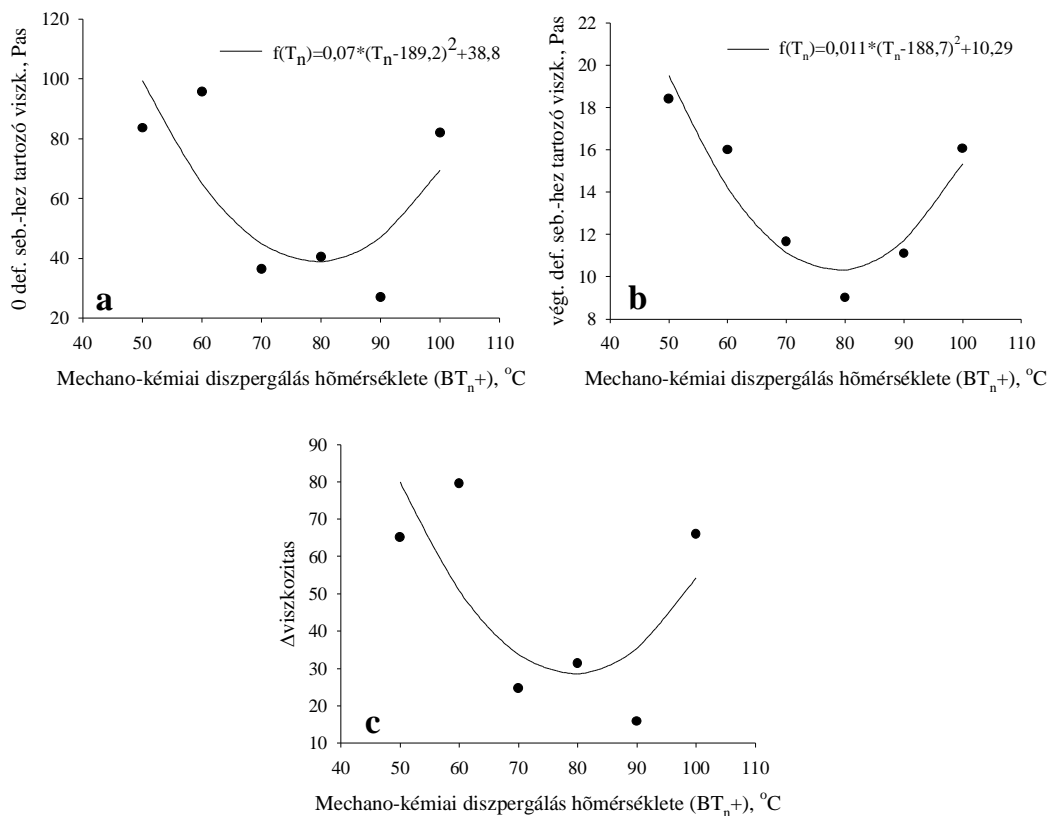 120
100
80
60
40
20
0 def. seb.-hez tartozó viszk., Pas
f(Tn)=0,07*(Tn-189,2)2+38,8
a
40 50 60 70 80 90 100 110
Mechano-kémiai diszpergálás hõmérséklete (BTn+), oC
22
20
18
16
14
12
10
8
végt. def. seb.-hez tartozó viszk., Pas
f(Tn)=0,011*(Tn-188,7)2+10,29
b
40 50 60 70 80 90 100 110
Mechano-kémiai diszpergálás hõmérséklete (BTn+), oC
90
80
70
60
50
40
30
20
10
Δviszkozitas
c
40 50 60 70 80 90 100 110
Mechano-kémiai diszpergálás hõmérséklete (BTn+), oC